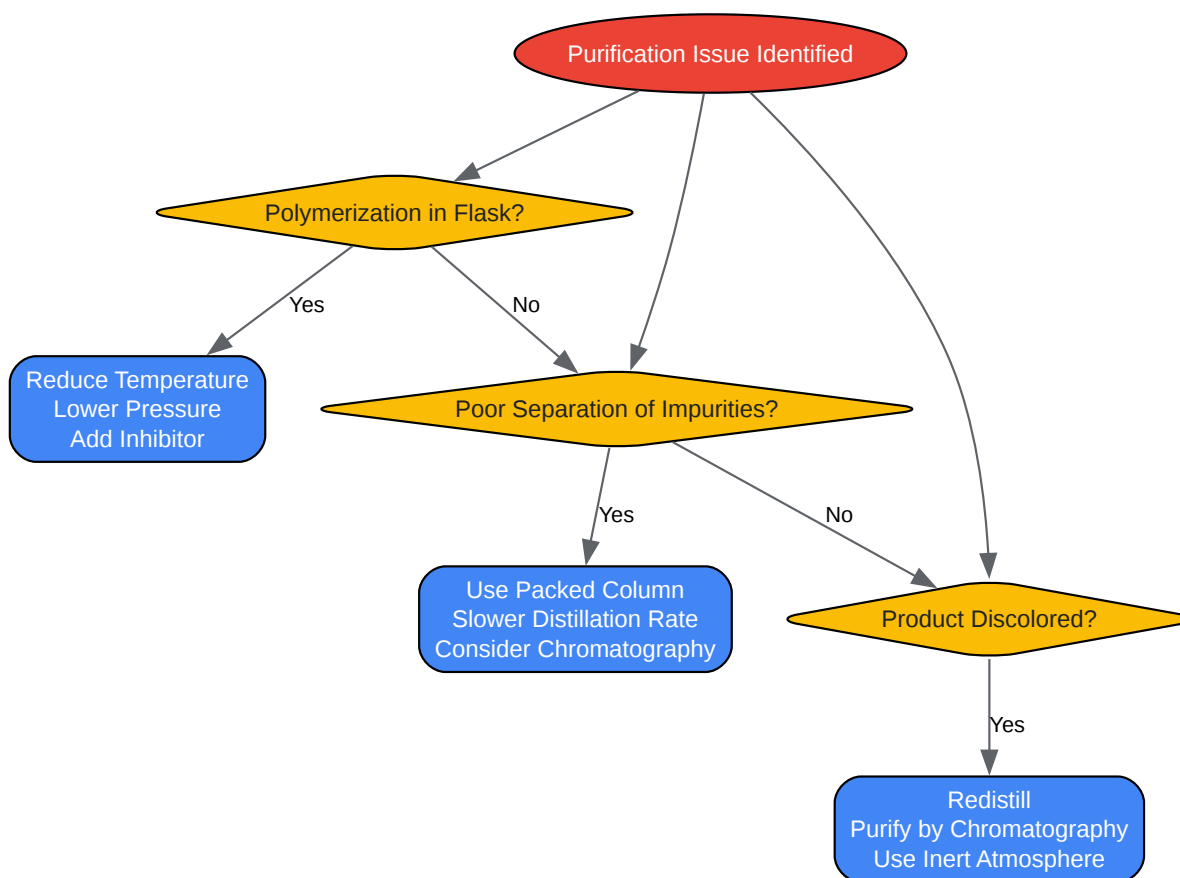 Purification Issue Identified
Polymerization in Flask?
Yes
No
Reduce Temperature
Lower Pressure
Add Inhibitor
Poor Separation of Impurities?
Yes
No
Use Packed Column
Slower Distillation Rate
Consider Chromatography
Product Discolored?
Yes
Redistill
Purify by Chromatography
Use Inert Atmosphere